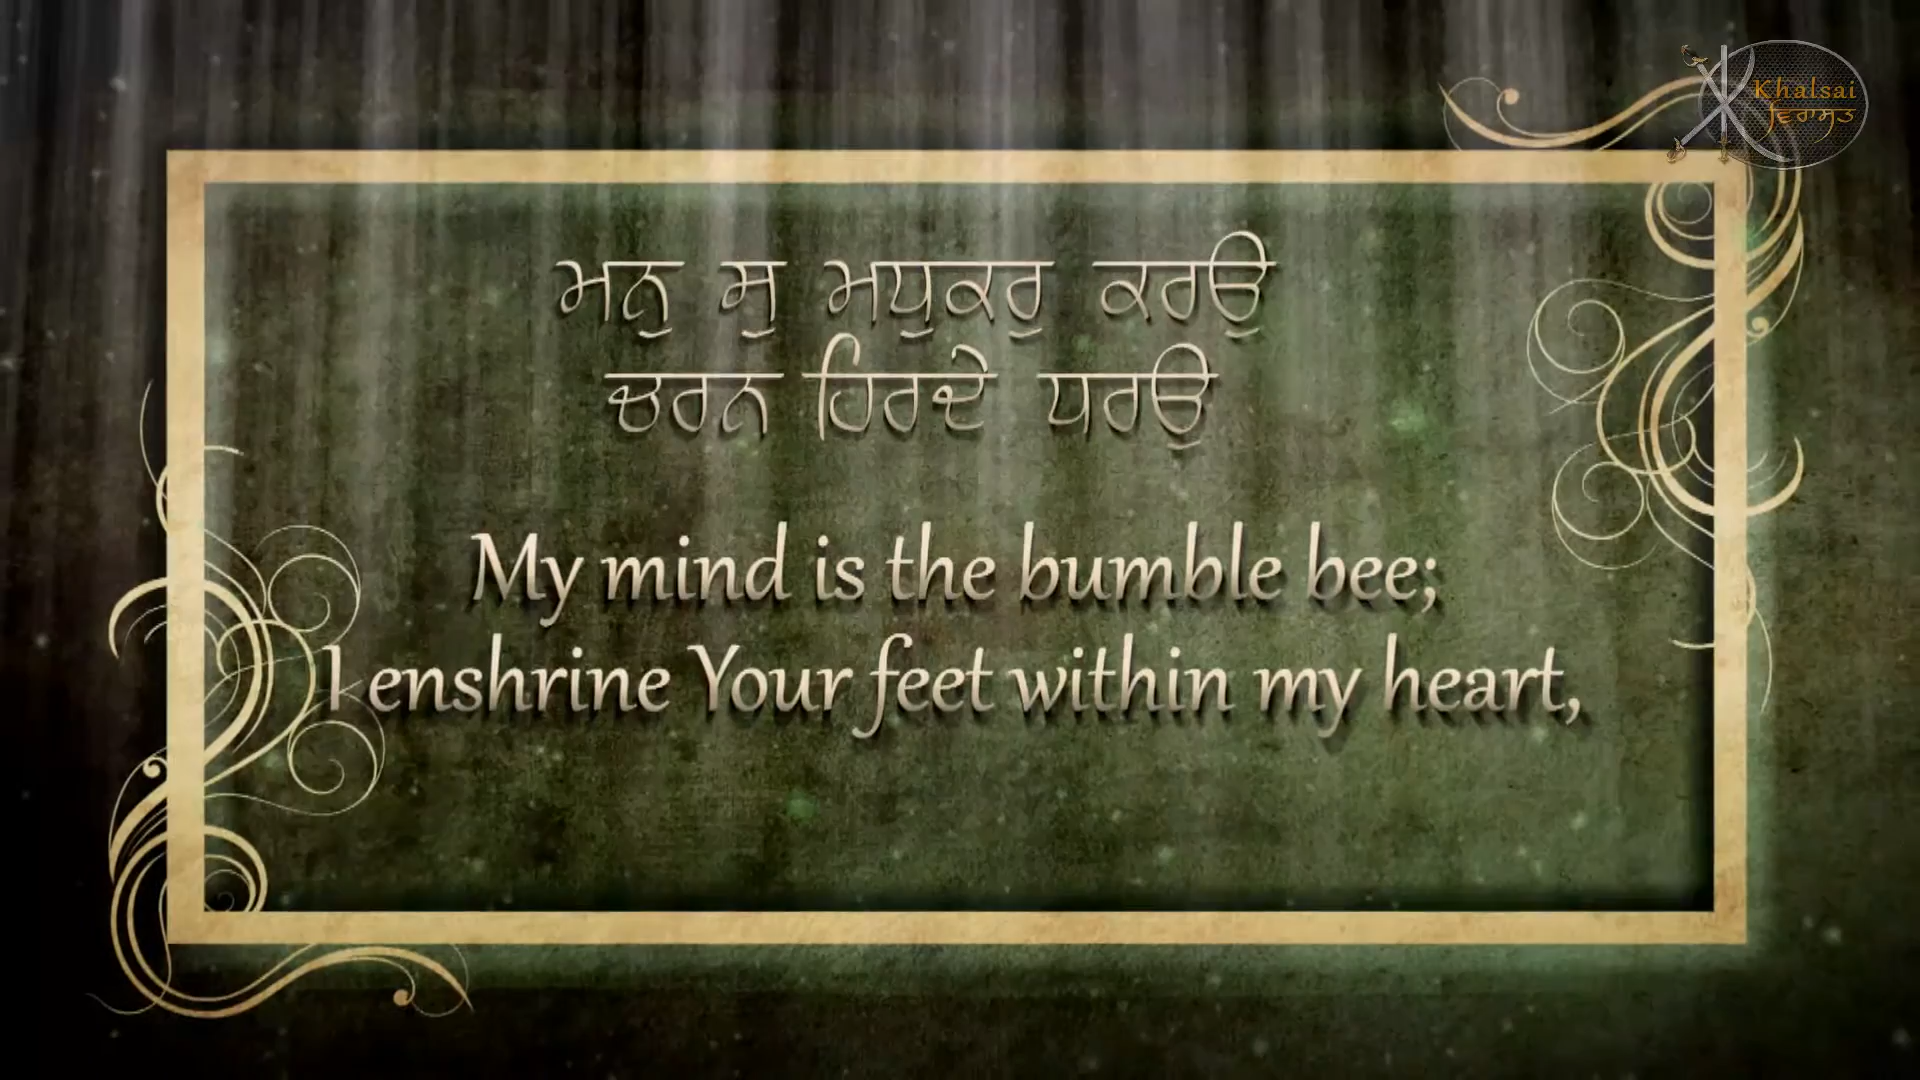 Khalsai
ਵਿਰਾਸਤ
ਮਨੁ ਸੁ ਮਧੁਕਰੁ ਕਰਉ
ਚਰਨ ਹਿਰਦੇ ਧਰਉ
My mind is the bumble bee;
I enshrine Your feet within my heart,